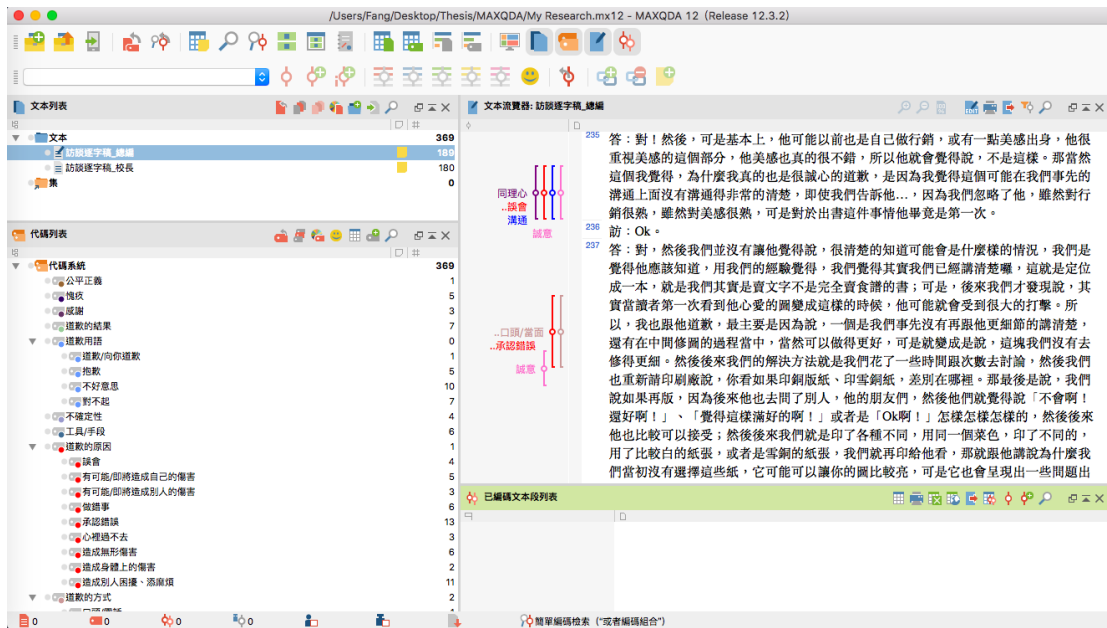 /Users/Fang/Desktop/Thesis/MAXQDA/My Research.mx12 - MAXQDA 12 (Release 12.3.2)
文本列表
#
文本 369
訪談逐字稿_總編 189
訪談逐字稿_校長 180
集 0
代碼列表
#
代碼系統 369
公平正義 1
愧疚 5
感謝 3
道歉的結果 7
道歉用語 0
道歉/向你道歉 1
抱歉 5
不好意思 10
對不起 7
不確定性 4
工具/手段 6
道歉的原因 1
誤會 4
有可能/即將造成自己的傷害 5
有可能/即將造成別人的傷害 3
做錯事 6
承認錯誤 13
心裡過不去 3
造成無形傷害 6
造成身體上的傷害 2
造成別人困擾、添麻煩 11
道歉的方式 2
文本流覽器: 訪談逐字稿_總編
同理心
..誤會
溝通
誠意
..口頭/當面
..承認錯誤
誠意
235 答：對！然後，可是基本上，他可能以前也是自己做行銷，或有一點美感出身，他很
重視美感的這個部分，他美感也真的很不錯，所以他就會覺得說，不是這樣。那當然
這個我覺得，為什麼我真的也是很誠心的道歉，是因為我覺得這個可能在我們事先的
溝通上面沒有溝通得非常的清楚，即使我們告訴他…，因為我們忽略了他，雖然對行
銷很熟，雖然對美感很熟，可是對於出書這件事情他畢竟是第一次。
236 訪：Ok。
237 答：對，然後我們並沒有讓他覺得說，很清楚的知道可能會是什麼樣的情況，我們是
覺得他應該知道，用我們的經驗覺得，我們覺得其實我們已經講清楚囉，這就是定位
成一本，就是我們其實是賣文字不是完全賣食譜的書；可是，後來我們才發現說，其
實當讀者第一次看到他心愛的圖變成這樣的時候，他可能就會受到很大的打擊。所
以，我也跟他道歉，最主要是因為說，一個是我們事先沒有再跟他更細節的講清楚，
還有在中間修圖的過程當中，當然可以做得更好，可是就變成是說，這塊我們沒有去
修得更細。然後後來我們的解決方法就是我們花了一些時間跟次數去討論，然後我們
也重新請印刷廠說，你看如果印銅版紙、印雪銅紙，差別在哪裡。那最後是說，我們
說如果再版，因為後來他也去問了別人，他的朋友們，然後他們就覺得說「不會啊！
還好啊！」、「覺得這樣滿好的啊！」或者是「Ok啊！」怎樣怎樣怎樣的，然後後來
他也比較可以接受；然後後來我們就是印了各種不同，用同一個菜色，印了不同的，
用了比較白的紙張，或者是雪銅的紙張，我們就再印給他看，那就跟他講說為什麼我
們當初沒有選擇這些紙，它可能可以讓你的圖比較亮，可是它也會呈現出一些問題出
已編碼文本段列表
0 0 0 0
簡單編碼檢索（"或者編碼組合"）